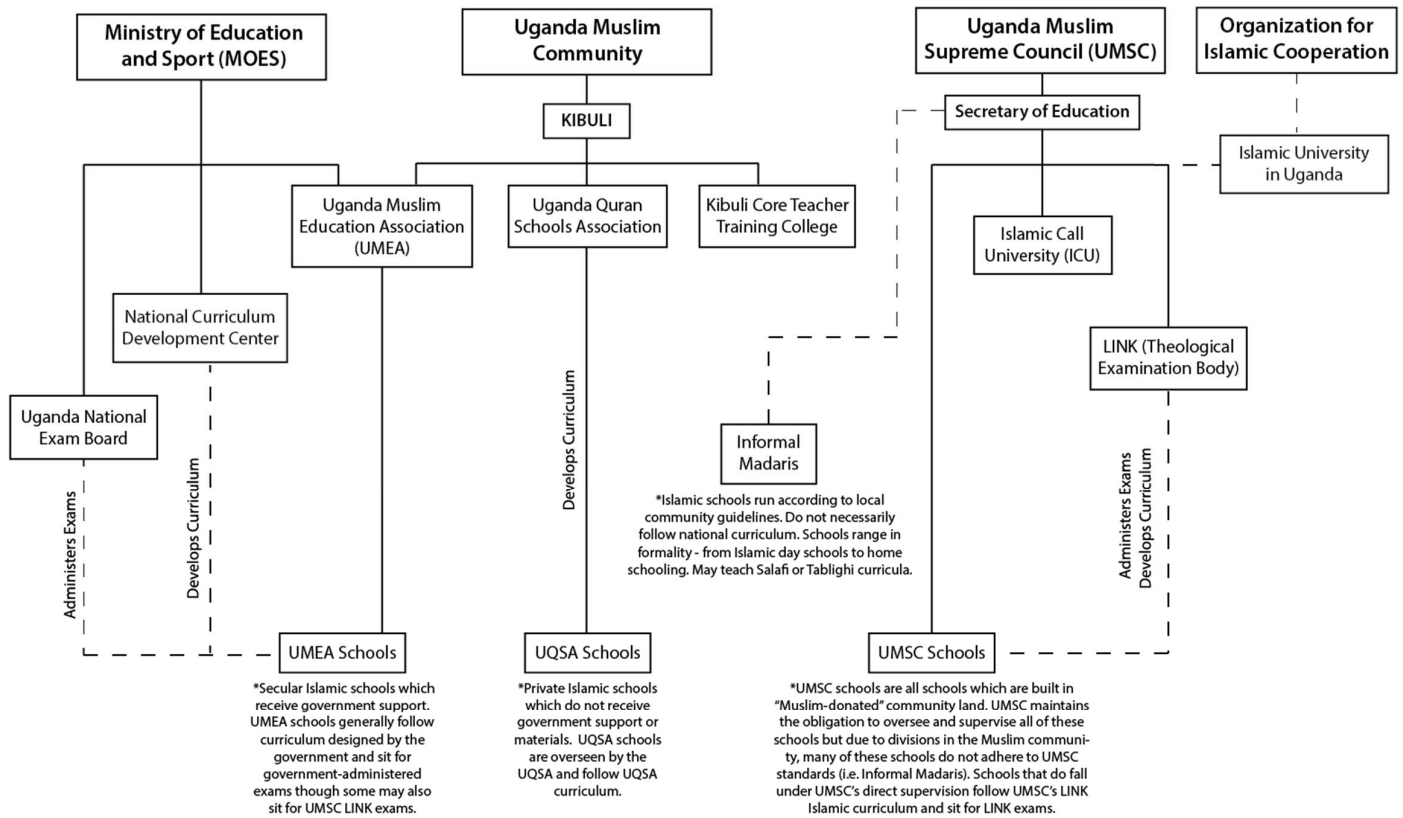 Ministry of Education
and Sport (MOES)
Uganda Muslim
Community
Uganda Muslim
Supreme Council (UMSC)
Organization for
Islamic Cooperation
KIBULI
Secretary of Education
Islamic University
in Uganda
Uganda Muslim
Education Association
(UMEA)
Uganda Quran
Schools Association
Kibuli Core Teacher
Training College
Islamic Call
University (ICU)
National Curriculum
Development Center
LINK (Theological
Examination Body)
Uganda National
Exam Board
Informal
Madaris
*Islamic schools run according to local
community guidelines. Do not necessarily
follow national curriculum. Schools range in
formality - from Islamic day schools to home
schooling. May teach Salafi or Tablighi curricula.
Administers Exams
Develops Curriculum
Develops Curriculum
Administers Exams
Develops Curriculum
UMEA Schools
*Secular Islamic schools which
receive government support.
UMEA schools generally follow
curriculum designed by the
government and sit for
government-administered
exams though some may also
sit for UMSC LINK exams.
UQSA Schools
*Private Islamic schools
which do not receive
government support or
materials. UQSA schools
are overseen by the
UQSA and follow UQSA
curriculum.
UMSC Schools
*UMSC schools are all schools which are built in
“Muslim-donated” community land. UMSC maintains
the obligation to oversee and supervise all of these
schools but due to divisions in the Muslim communi-
ty, many of these schools do not adhere to UMSC
standards (i.e. Informal Madaris). Schools that do fall
under UMSC’s direct supervision follow UMSC’s LINK
Islamic curriculum and sit for LINK exams.